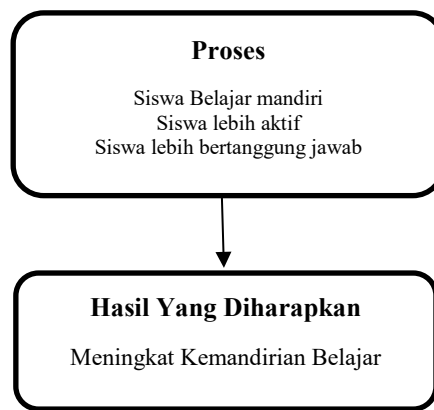 Proses
Siswa Belajar mandiri
Siswa lebih aktif
Siswa lebih bertanggung jawab
Hasil Yang Diharapkan
Meningkat Kemandirian Belajar